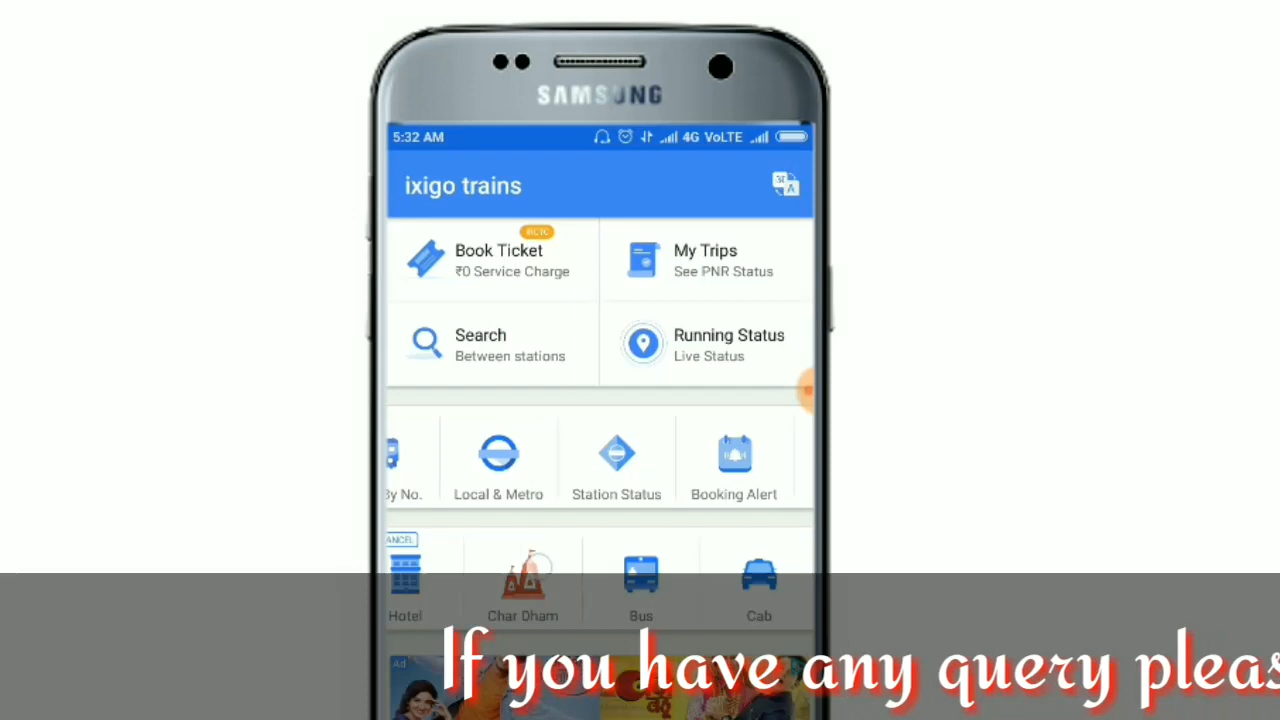 SAMSUNG
5:32 AM 4G VoLTE
ixigo trains
IRCTC
Book Ticket
₹0 Service Charge
My Trips
See PNR Status
Search
Between stations
Running Status
Live Status
By No.
Local & Metro
Station Status
Booking Alert
ANCEL
Hotel
Char Dham
Bus
Cab
Ad
If you have any query pleas